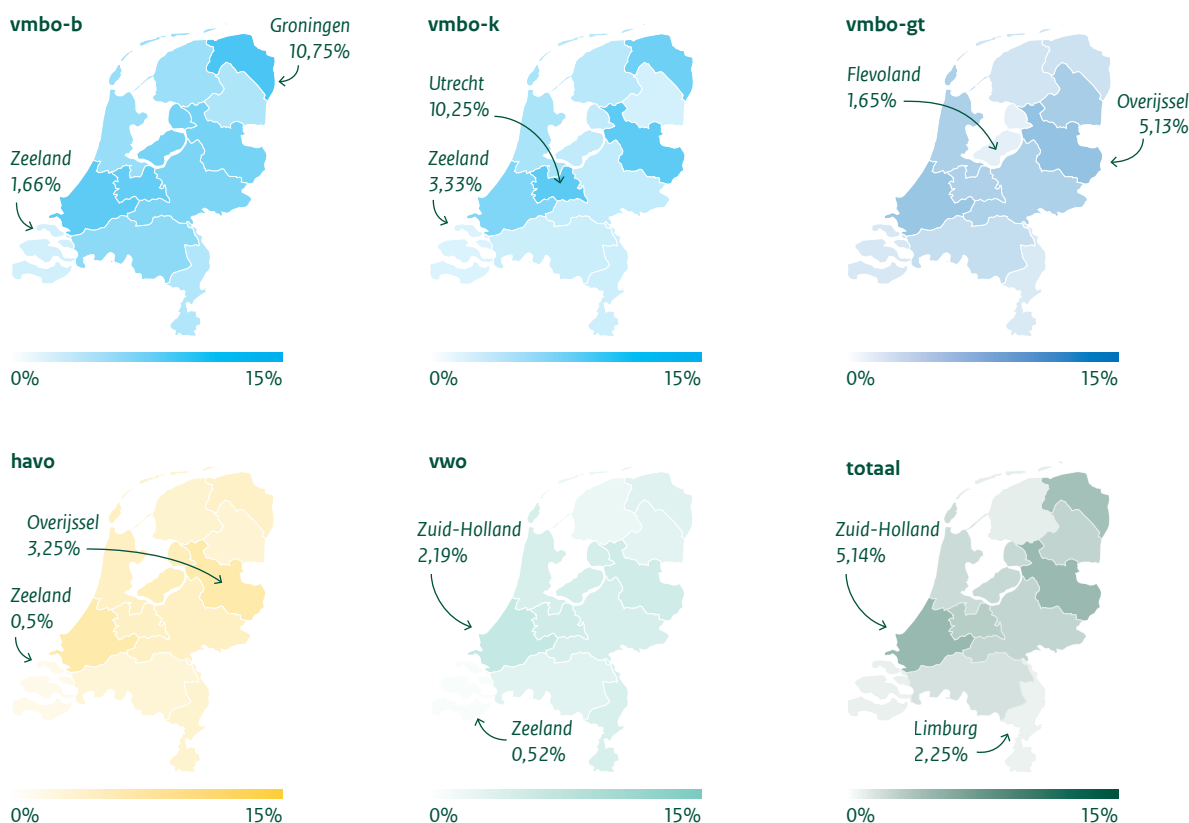 vmbo-b
Groningen
10,75%
Zeeland
1,66%
0%
15%
vmbo-k
Utrecht
10,25%
Zeeland
3,33%
0%
15%
vmbo-gt
Flevoland
1,65%
Overijssel
5,13%
0%
15%
havo
Overijssel
3,25%
Zeeland
0,5%
0%
15%
vwo
Zuid-Holland
2,19%
Zeeland
0,52%
0%
15%
totaal
Zuid-Holland
5,14%
Limburg
2,25%
0%
15%